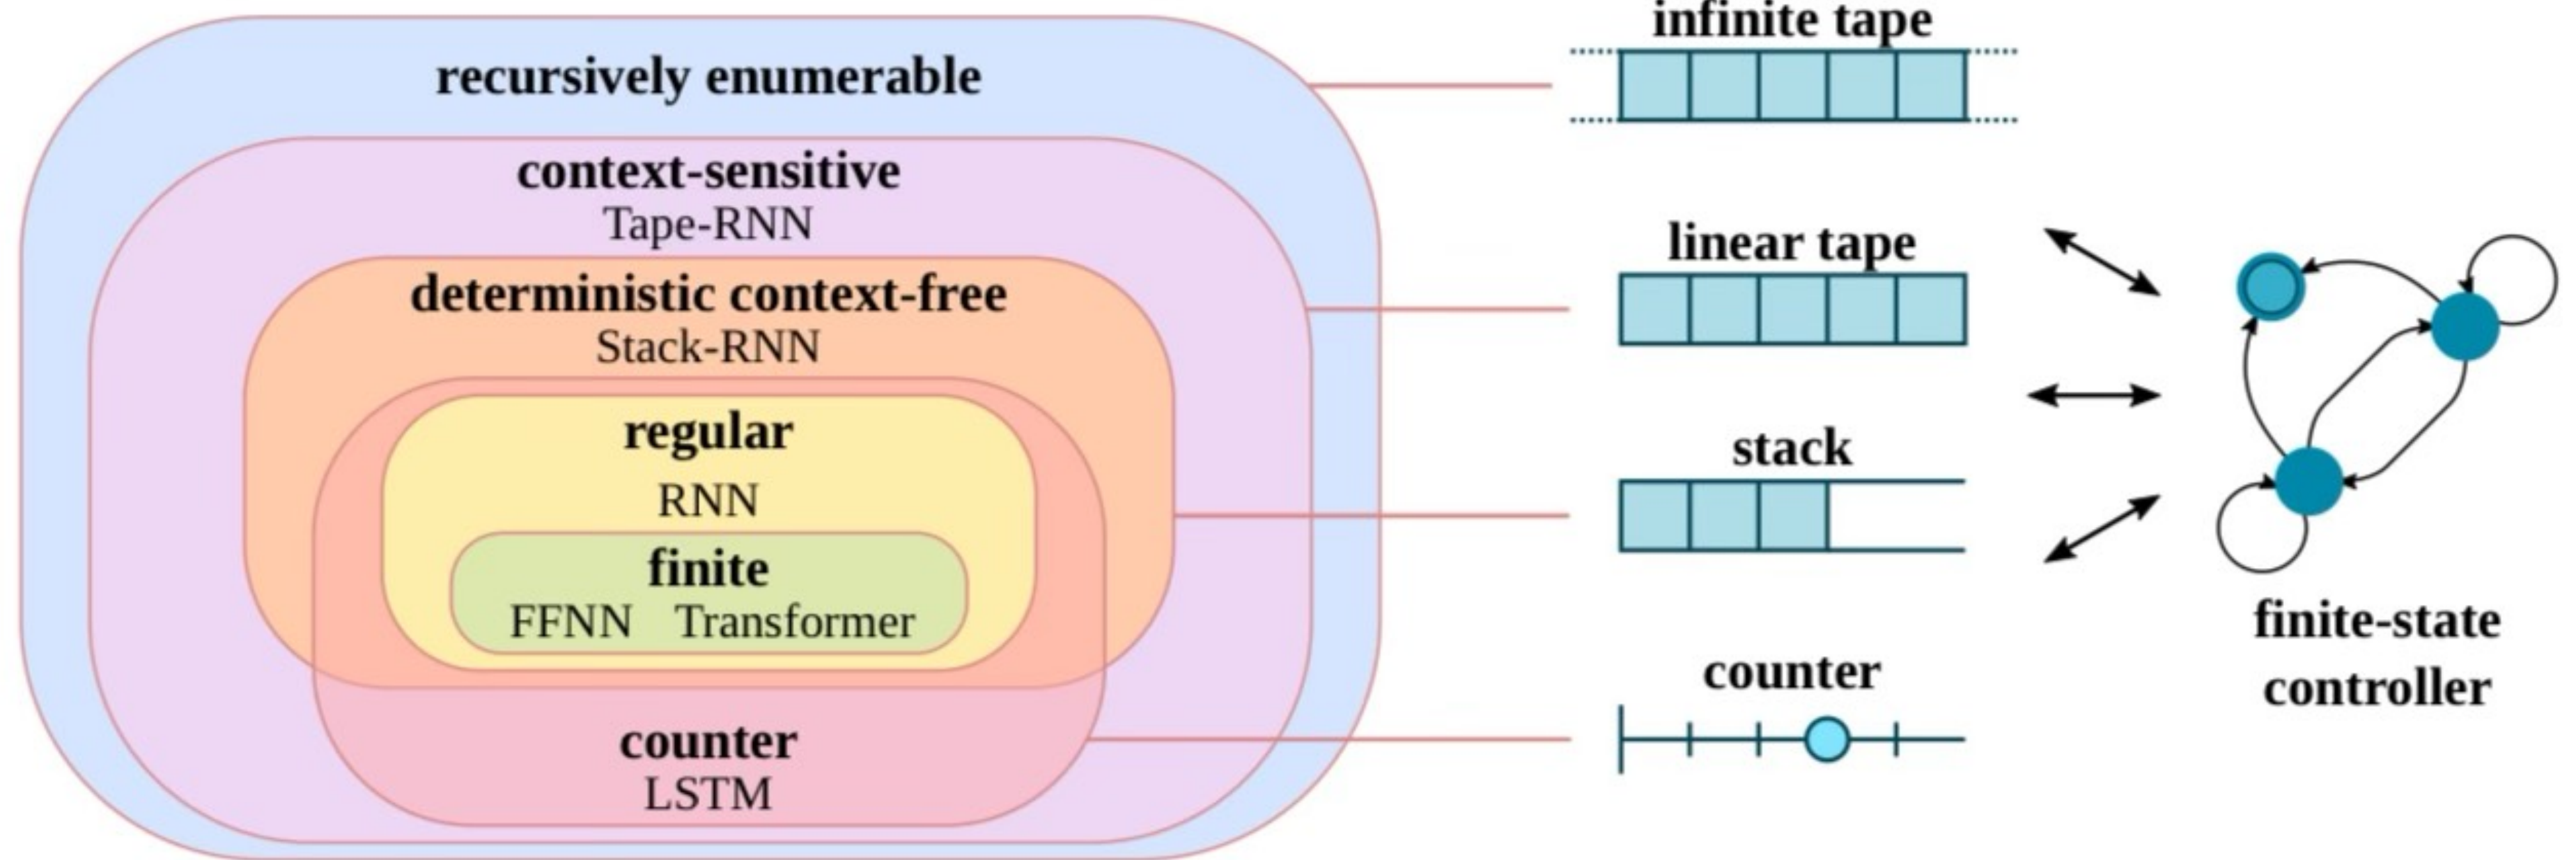 recursively enumerable
context-sensitive
Tape-RNN
deterministic context-free
Stack-RNN
regular
RNN
finite
FFNN Transformer
counter
LSTM
infinite tape
linear tape
stack
counter
finite-state
controller